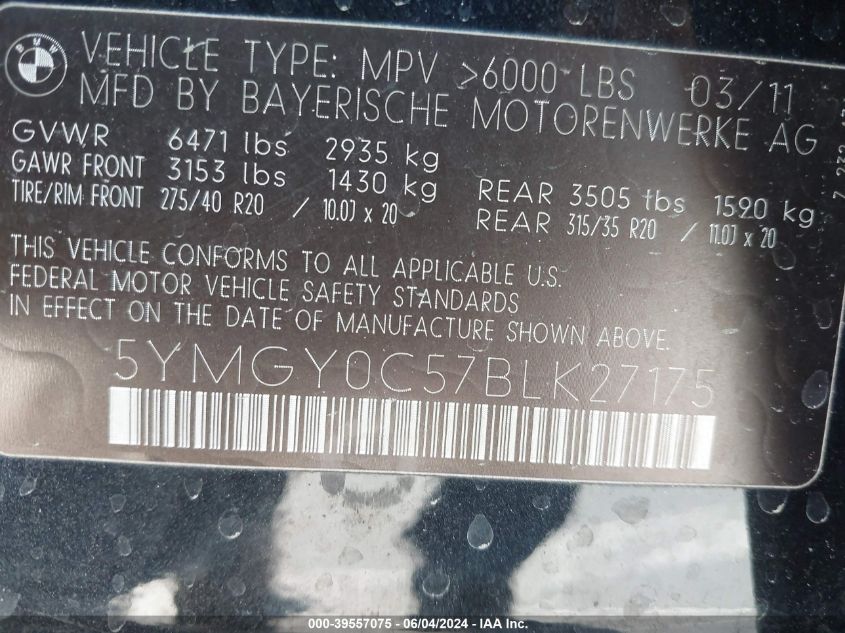 BMW
VEHICLE TYPE: MPV >6000 LBS 03/11
MFD BY BAYERISCHE MOTORENWERKE AG
GVWR 6471 lbs 2935 kg
GAWR FRONT 3153 lbs 1430 kg REAR 3505 lbs 1590 kg
TIRE/RIM FRONT 275/40 R20 / 10.0J x 20 REAR 315/35 R20 / 11.0J x 20
THIS VEHICLE CONFORMS TO ALL APPLICABLE U.S.
FEDERAL MOTOR VEHICLE SAFETY STANDARDS
IN EFFECT ON THE DATE OF MANUFACTURE SHOWN ABOVE.
5YMGY0C57BLK27175
000-39557075 - 06/04/2024 - IAA Inc.